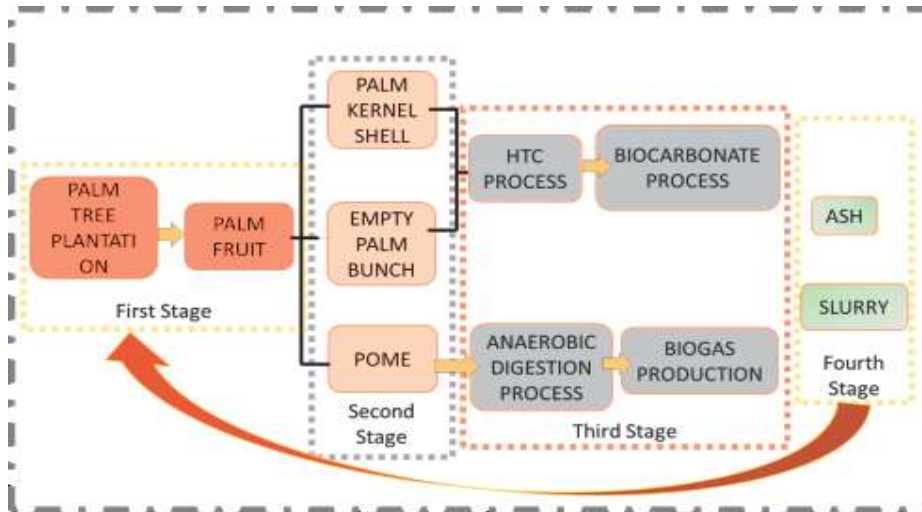 PALM
TREE
PLANTATI
ON
PALM
FRUIT
First Stage
PALM
KERNEL
SHELL
EMPTY
PALM
BUNCH
POME
Second
Stage
HTC
PROCESS
BIOCARBONATE
PROCESS
ANAEROBIC
DIGESTION
PROCESS
BIOGAS
PRODUCTION
Third Stage
ASH
SLURRY
Fourth
Stage